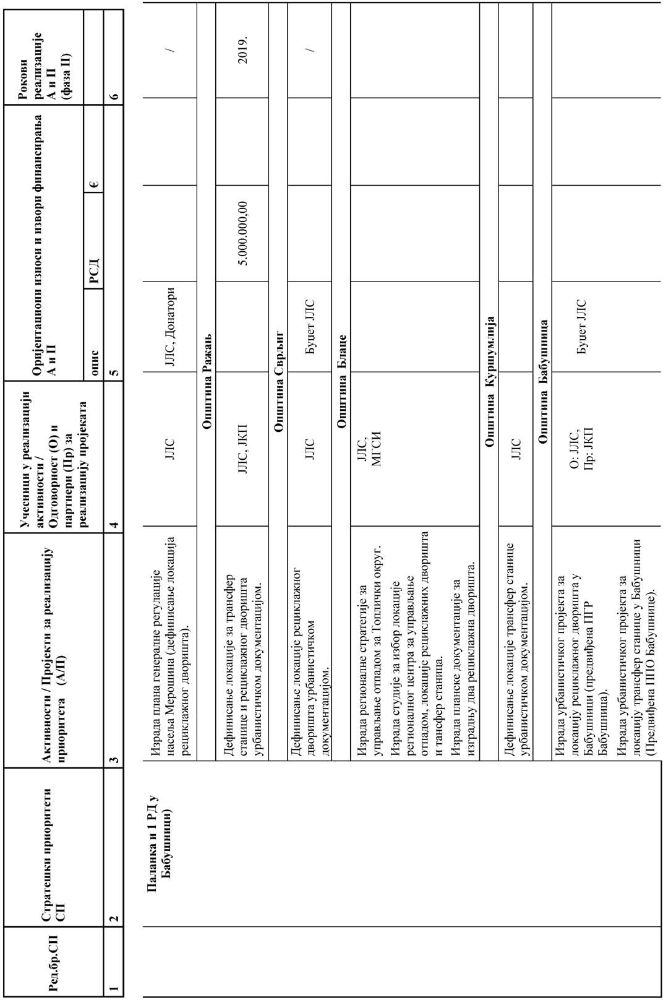 Ред.бр.СП
Стратешки приоритети
СП
Активности / Пројекти за реализацију
приоритета (А/П)
Учесници у реализацији
активности /
Одговорност (О) и
партнери (Пр) за
реализацију пројеката
Оријентациони износи и извори финансирања
А и П
опис
РСД
€
Рокови
реализације
А и П
(фаза II)
1
2
3
4
5
6
Паланка и 1 РД у
Бабушници)
Израда плана генералне регулације
насеља Мерошина (дефинисање локација
рециклажног дворишта).
ЈЛС
ЈЛС, Донатори
/
Општина Ражањ
Дефинисање локације за трансфер
станице и рециклажног дворишта
урбанистичком документацијом.
ЈЛС, ЈКП
5.000.000,00
2019.
Општина Сврљиг
Дефинисање локације рециклажног
дворишта урбанистичком
документацијом.
ЈЛС
Буџет ЈЛС
/
Општина Блаце
Израда регионалне стратегије за
управљање отпадом за Топлички округ.
Израда студије за избор локације
регионалног центра за управљање
отпадом, локације рециклажних дворишта
и тансфер станица.
Израда планске документације за
изградњу два рециклажна дворишта.
ЈЛС,
МГСИ
Општина Куршумлија
Дефинисање локације трансфер станице
урбанистичком документацијом.
ЈЛС
Општина Бабушница
Израда урбанистичког пројекта за
локацију рециклажног дворишта у
Бабушници (предвиђена ПГР
Бабушница).
Израда урбанистичког пројекта за
локацију трансфер станице у Бабушници
(Предвиђена ППО Бабушнице).
О: ЈЛС,
Пр: ЈКП
Буџет ЈЛС